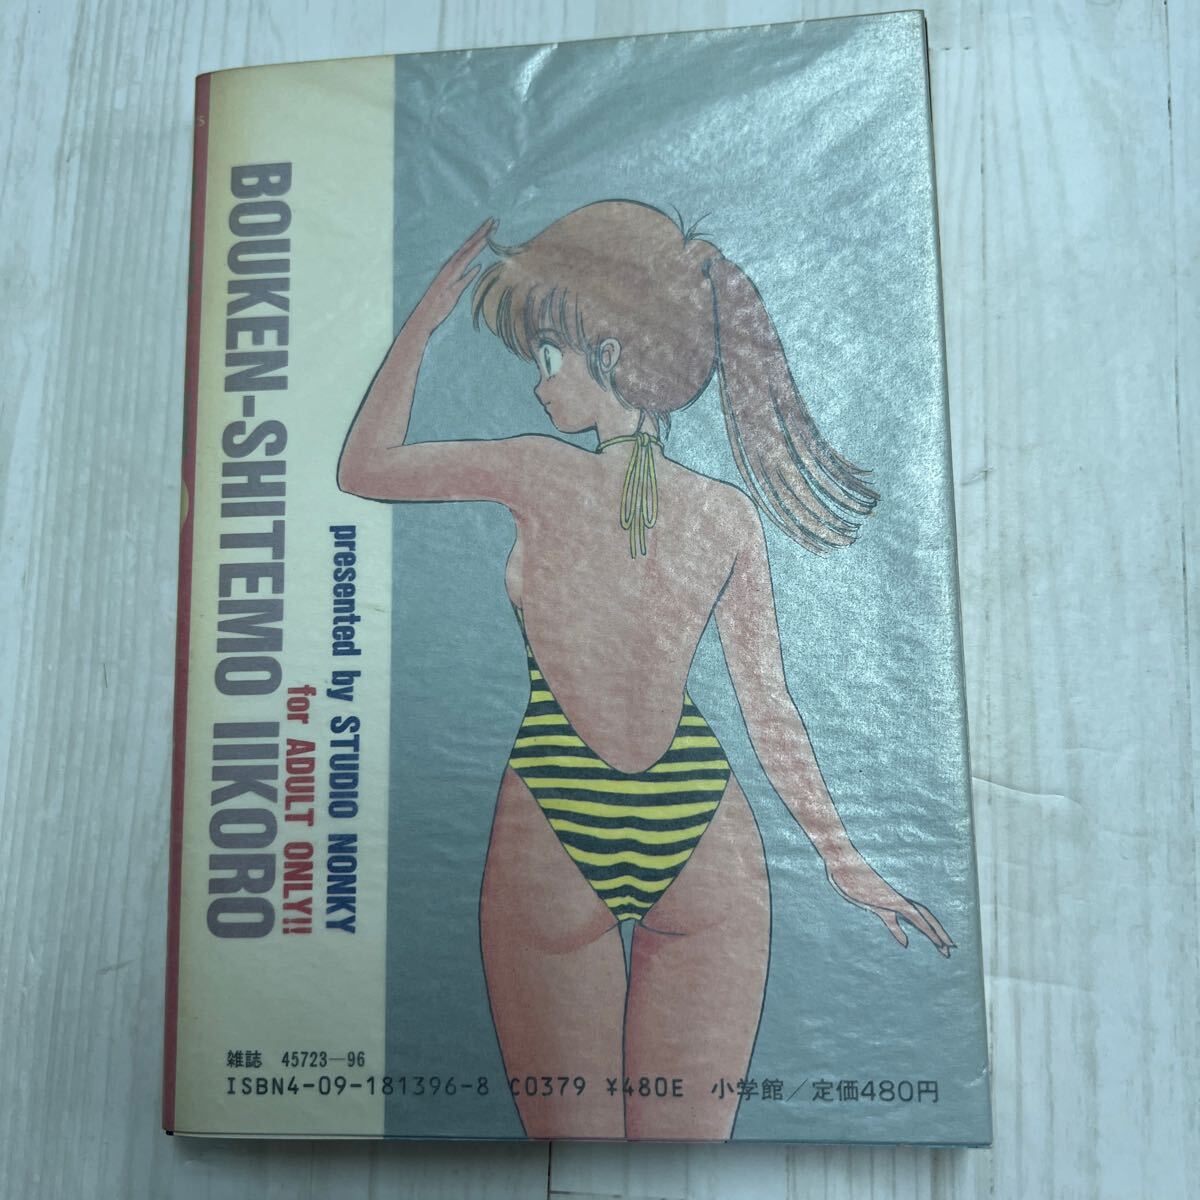 BOUKEN-SHITEMO IIKORO
presented by STUDIO NONKY
for ADULT ONLY!!
雑誌 45723—96
ISBN4-09-181396-8 C0379 ¥480E 小学館／定価480円